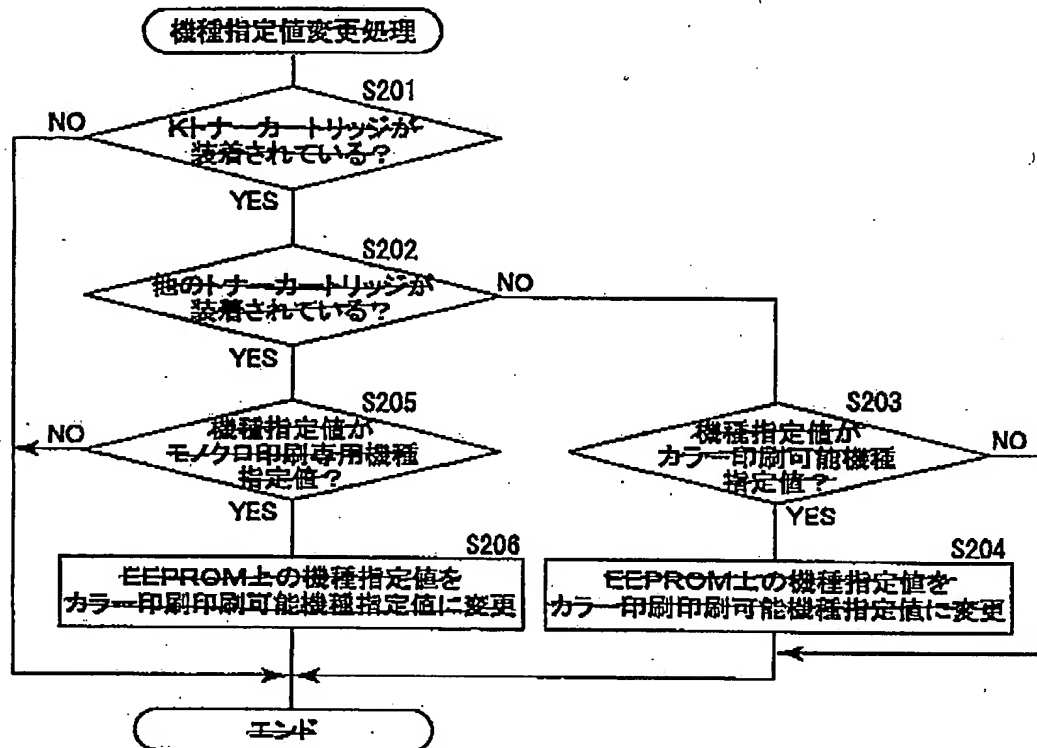 機種指定値変更処理
S201
NO
Kトナーカートリッジが
装着されている?
YES
S202
NO
他のトナーカートリッジが
装着されている?
YES
S205
NO
機種指定値が
モノクロ印刷専用機種
指定値?
YES
S203
NO
機種指定値が
カラー印刷可能機種
指定値?
YES
S206
EEPROM上の機種指定値を
カラー印刷印刷可能機種指定値に変更
S204
EEPROM上の機種指定値を
カラー印刷印刷可能機種指定値に変更
エンド